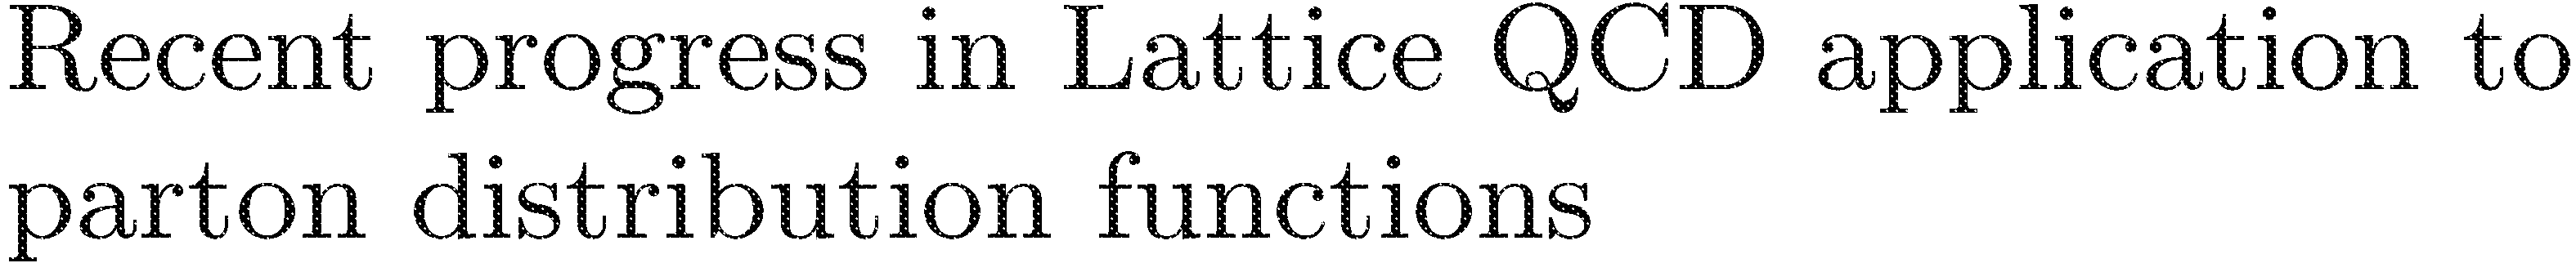 Recent progress in Lattice QCD application to
parton distribution functions